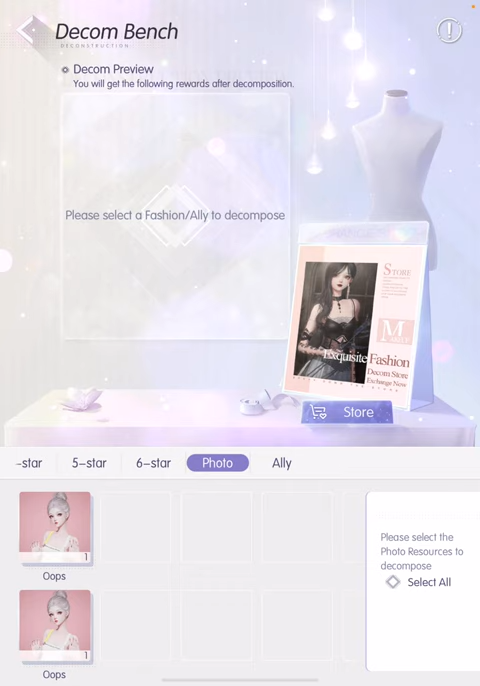 Decom Bench
DECONSTRUCTION
Decom Preview
You will get the following rewards after decomposition.
Please select a Fashion/Ally to decompose
STORE
M
Exquisite Fashion
Decom Store
Exchange Now
Store
-star
5-star
6-star
Photo
Ally
1
Oops
1
Oops
Please select the
Photo Resources to
decompose
Select All